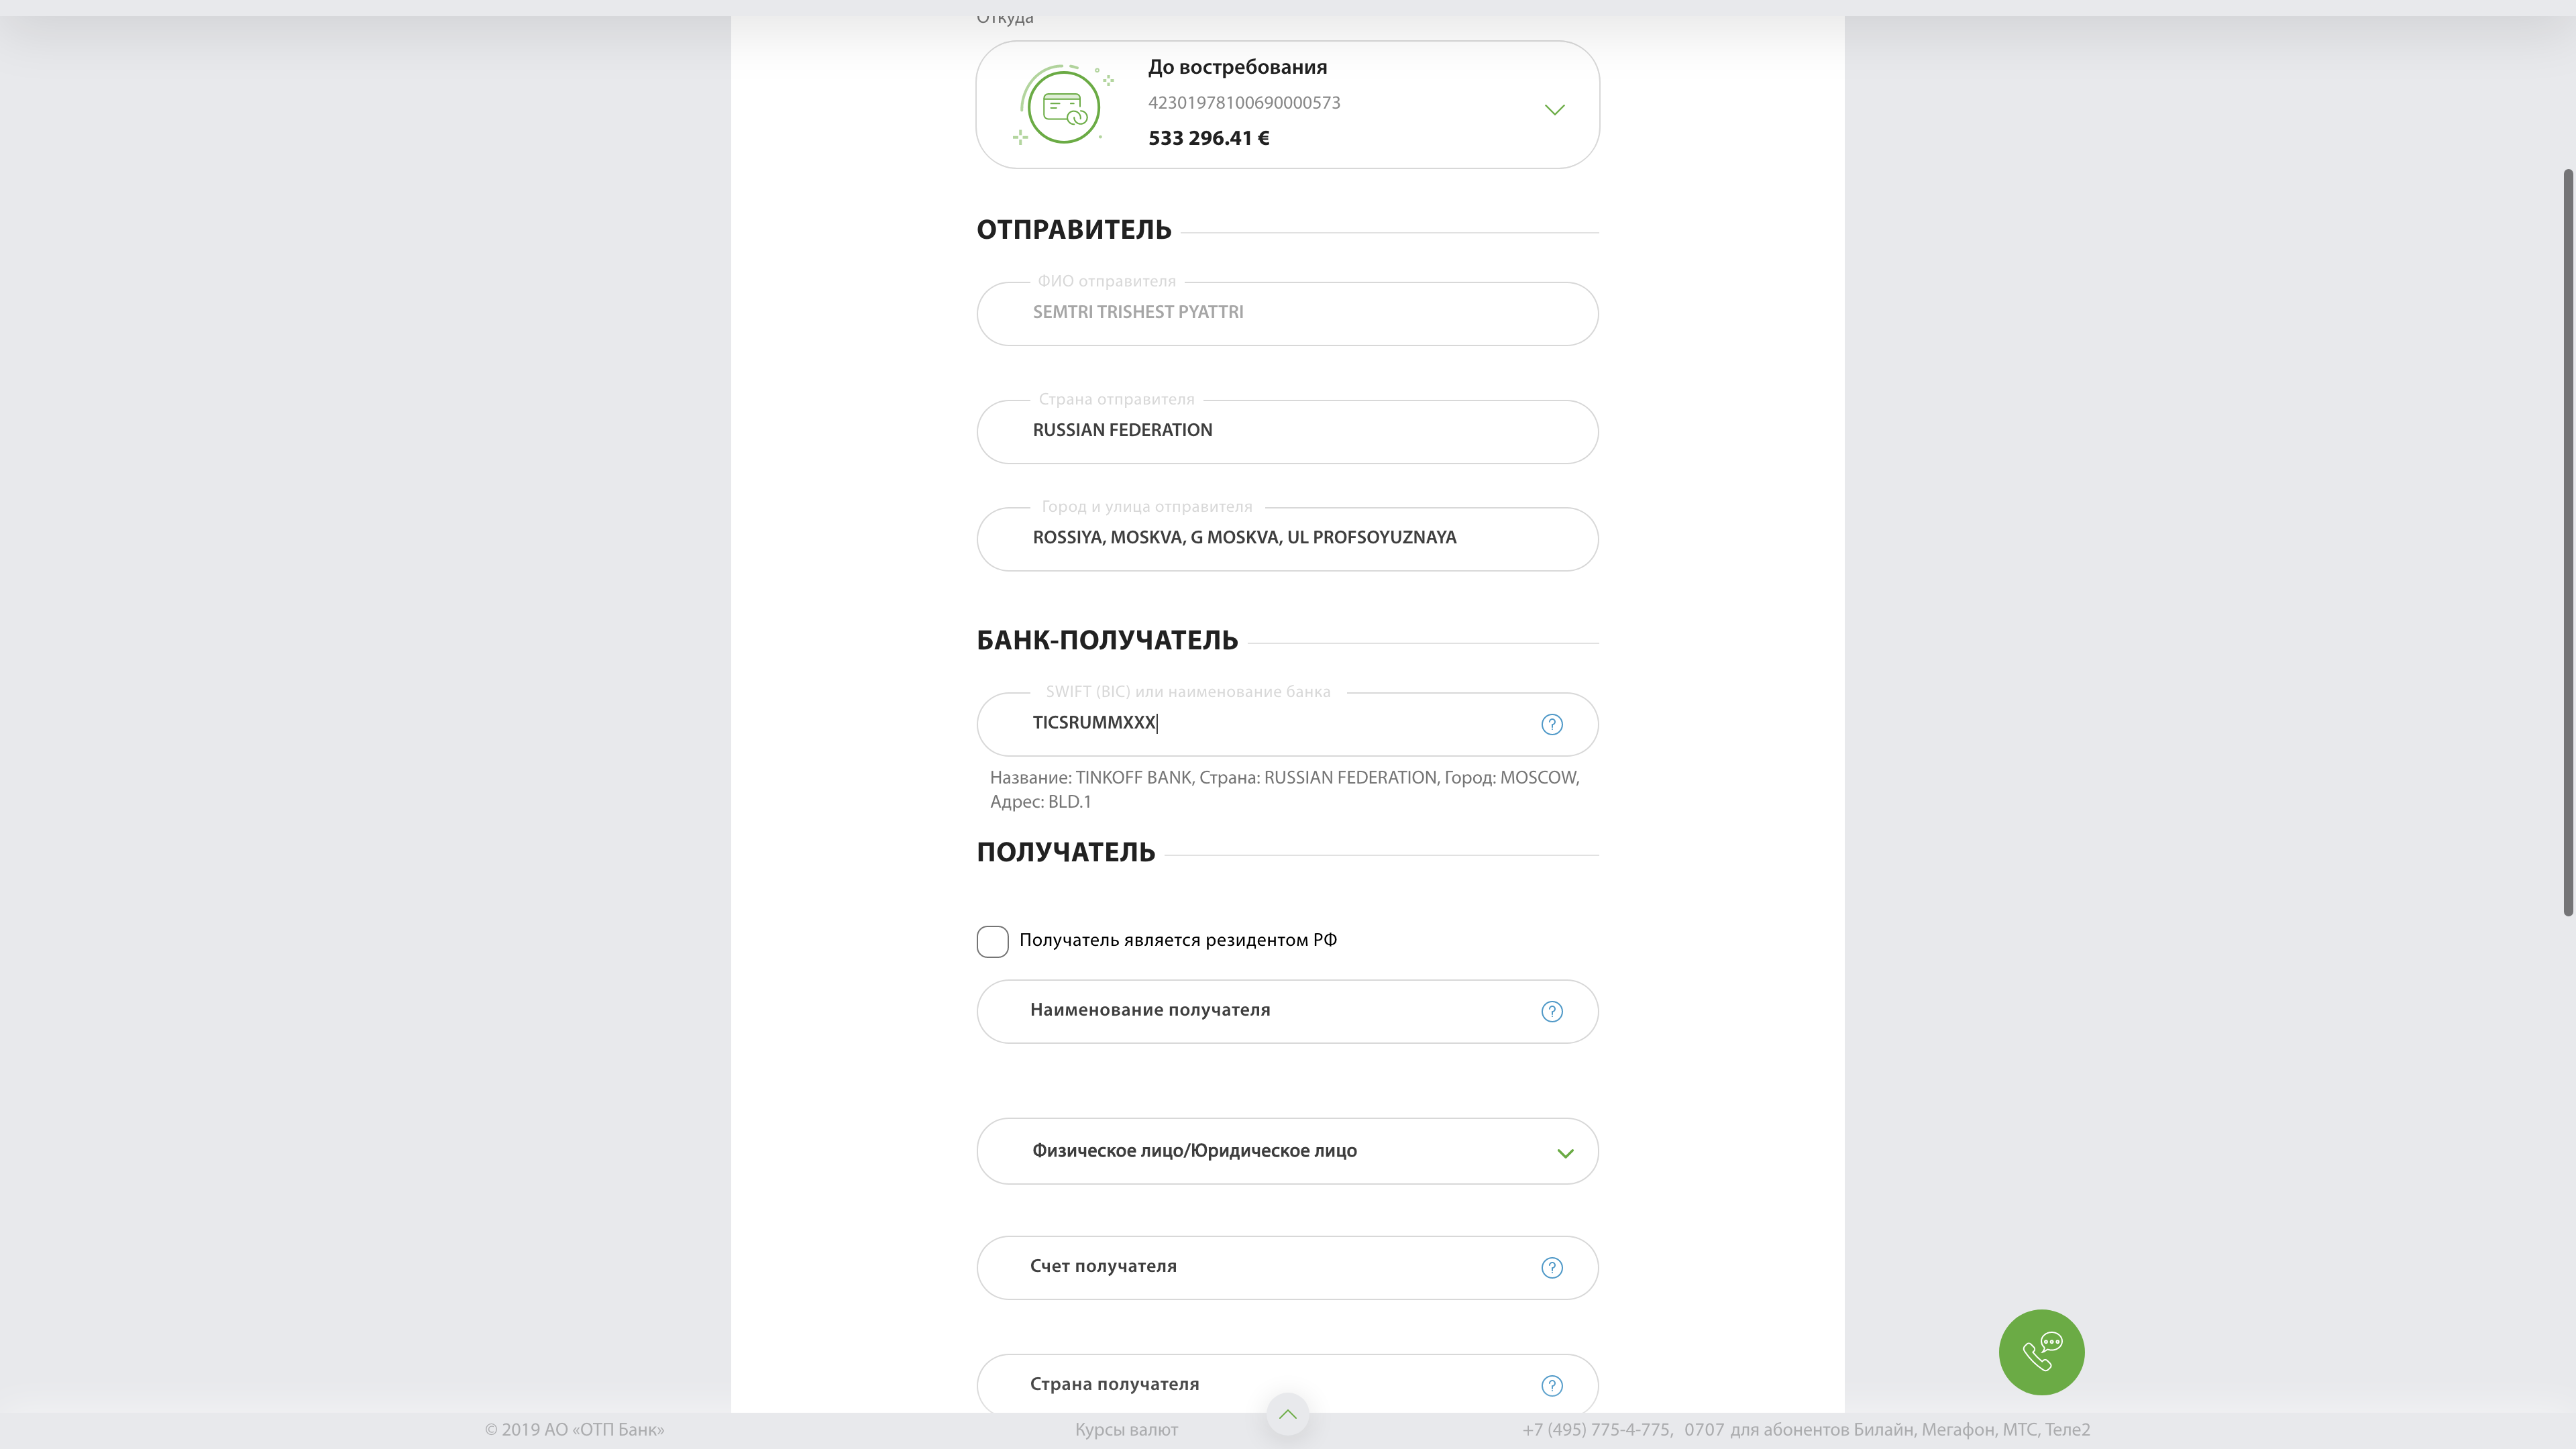 Откуда
До востребования
42301978100690000573
533 296.41 €
ОТПРАВИТЕЛЬ
ФИО отправителя
SEMTRI TRISHEST PYATTRI
Страна отправителя
RUSSIAN FEDERATION
Город и улица отправителя
ROSSIYA, MOSKVA, G MOSKVA, UL PROFSOYUZNAYA
БАНК-ПОЛУЧАТЕЛЬ
SWIFT (BIC) или наименование банка
TICSRUMMXXX
Название: TINKOFF BANK, Страна: RUSSIAN FEDERATION, Город: MOSCOW,
Адрес: BLD.1
ПОЛУЧАТЕЛЬ
Получатель является резидентом РФ
Наименование получателя
Физическое лицо/Юридическое лицо
Счет получателя
Страна получателя
© 2019 АО «ОТП Банк»
Курсы валют
+7 (495) 775-4-775, 0707 для абонентов Билайн, Мегафон, МТС, Теле2